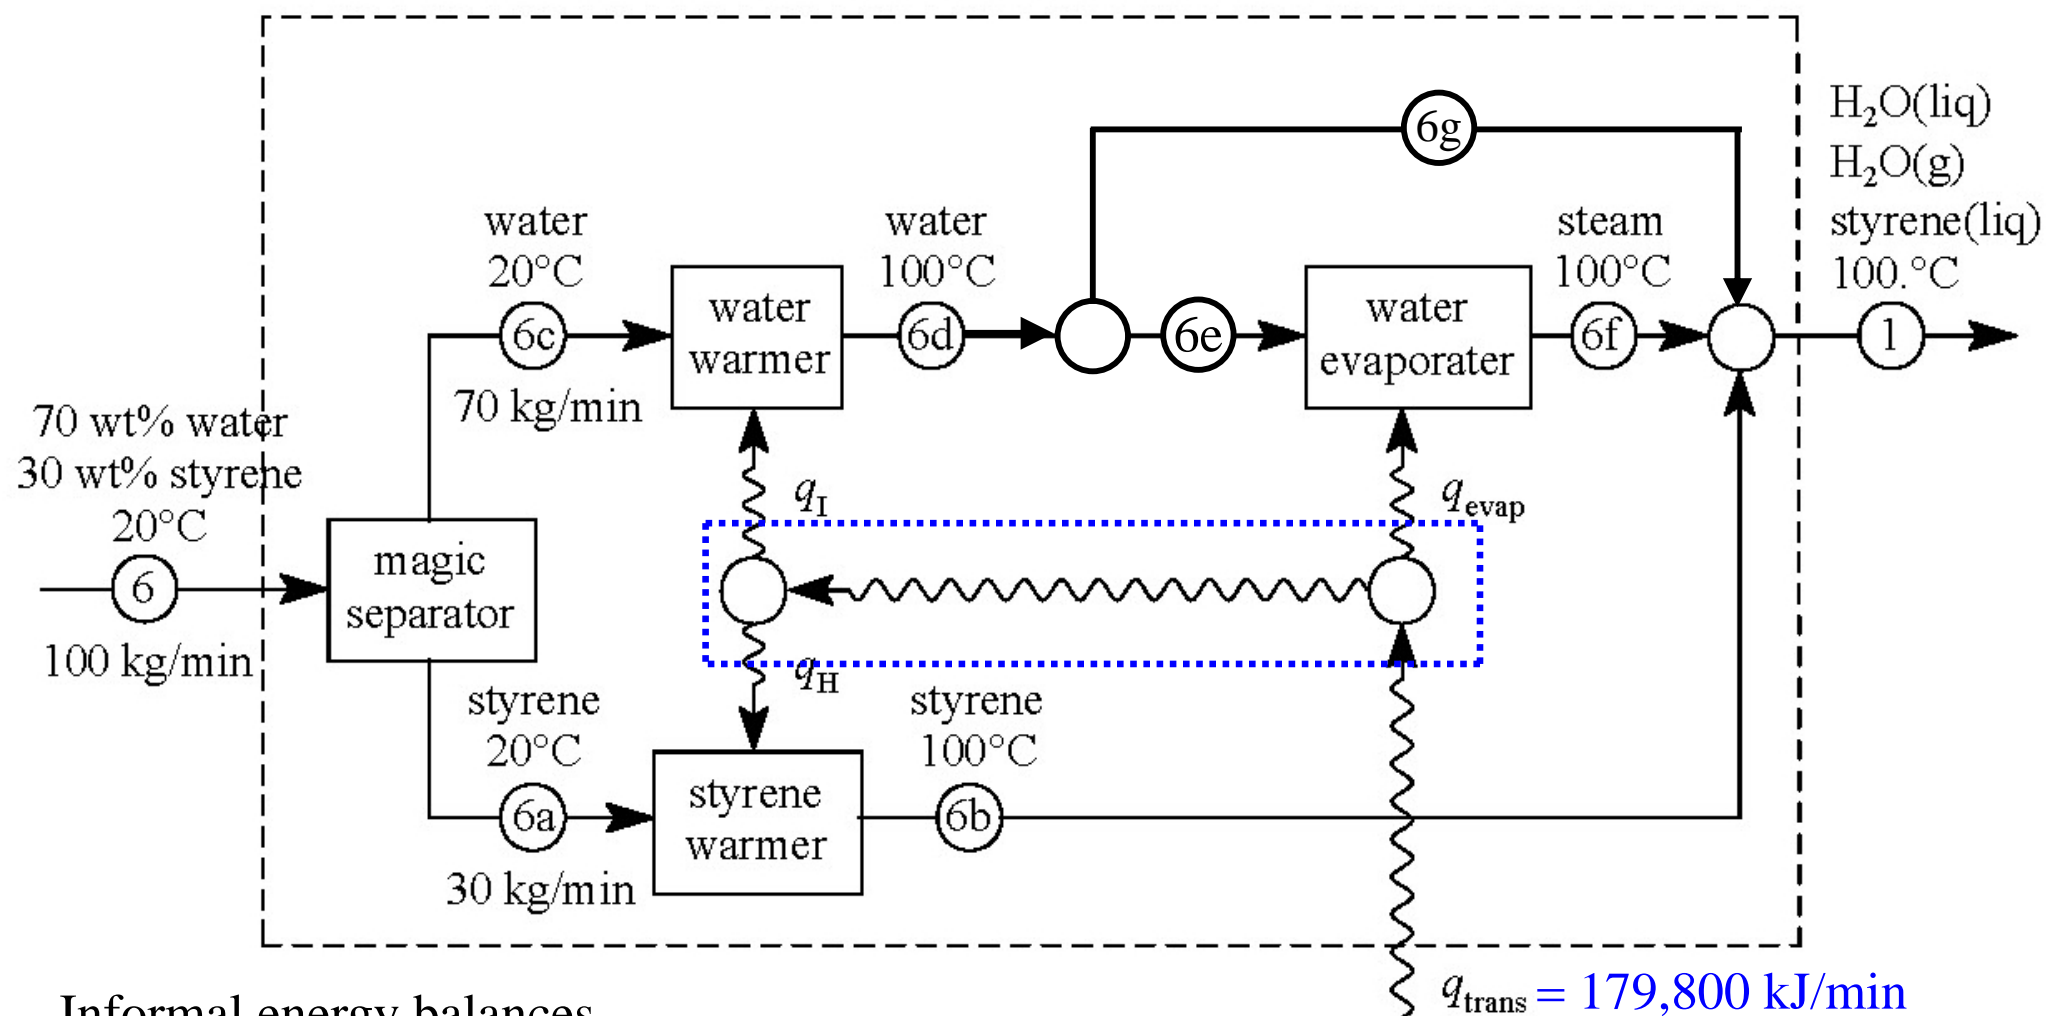 H₂O(liq)
H₂O(g)
styrene(liq)
100.°C
6g
water
20°C
water
100°C
steam
100°C
6c
water
warmer
6d
6e
water
evaporater
6f
1
70 kg/min
70 wt% water
30 wt% styrene
20°C
6
100 kg/min
magic
separator
qI
qevap
qH
styrene
20°C
styrene
100°C
6a
styrene
warmer
6b
30 kg/min
qtrans = 179,800 kJ/min
Informal energy balances